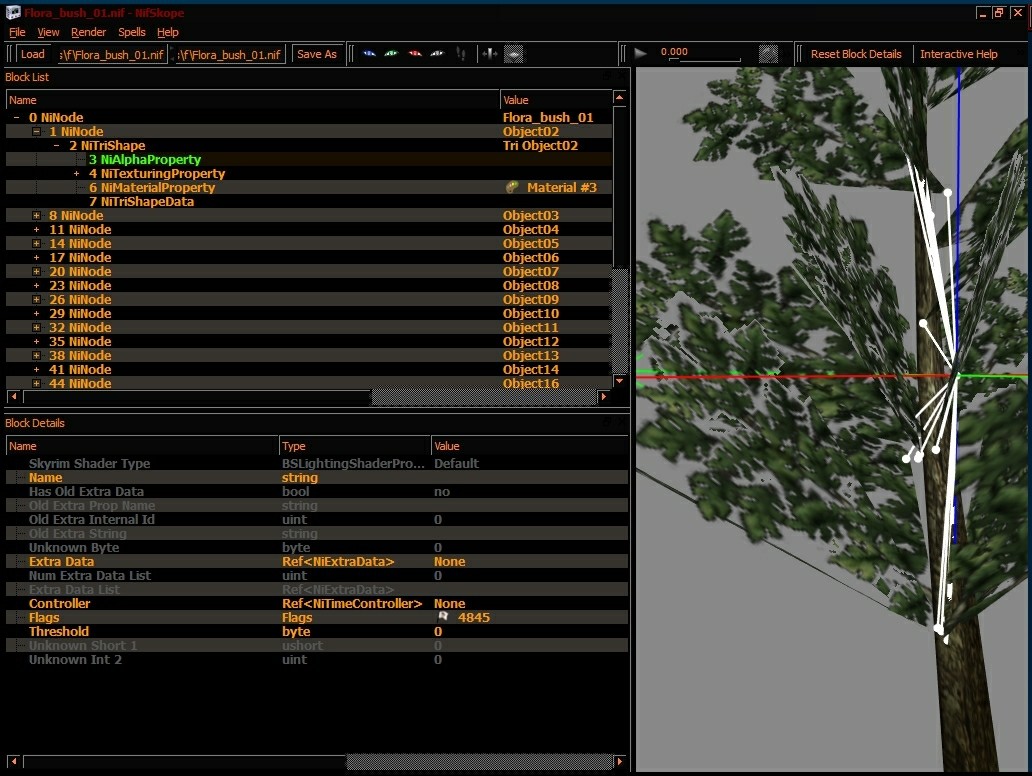 Flora_bush_01.nif - NifSkope
File View Render Spells Help
Load ;\f\Flora_bush_01.nif ;\f\Flora_bush_01.nif Save As 0.000 Reset Block Details Interactive Help
Block List
Name Value
- 0 NiNode Flora_bush_01
- 1 NiNode Object02
- 2 NiTriShape Tri Object02
3 NiAlphaProperty
+ 4 NiTexturingProperty
6 NiMaterialProperty Material #3
7 NiTriShapeData
+ 8 NiNode Object03
+ 11 NiNode Object04
+ 14 NiNode Object05
+ 17 NiNode Object06
+ 20 NiNode Object07
+ 23 NiNode Object08
+ 26 NiNode Object09
+ 29 NiNode Object10
+ 32 NiNode Object11
+ 35 NiNode Object12
+ 38 NiNode Object13
+ 41 NiNode Object14
+ 44 NiNode Object16
Block Details
Name Type Value
Skyrim Shader Type BSLightingShaderPro... Default
Name string
Has Old Extra Data bool no
Old Extra Prop Name string
Old Extra Internal Id uint 0
Old Extra String string
Unknown Byte byte 0
Extra Data Ref<NiExtraData> None
Num Extra Data List uint 0
Extra Data List Ref<NiExtraData>
Controller Ref<NiTimeController> None
Flags Flags 4845
Threshold byte 0
Unknown Short 1 ushort 0
Unknown Int 2 uint 0